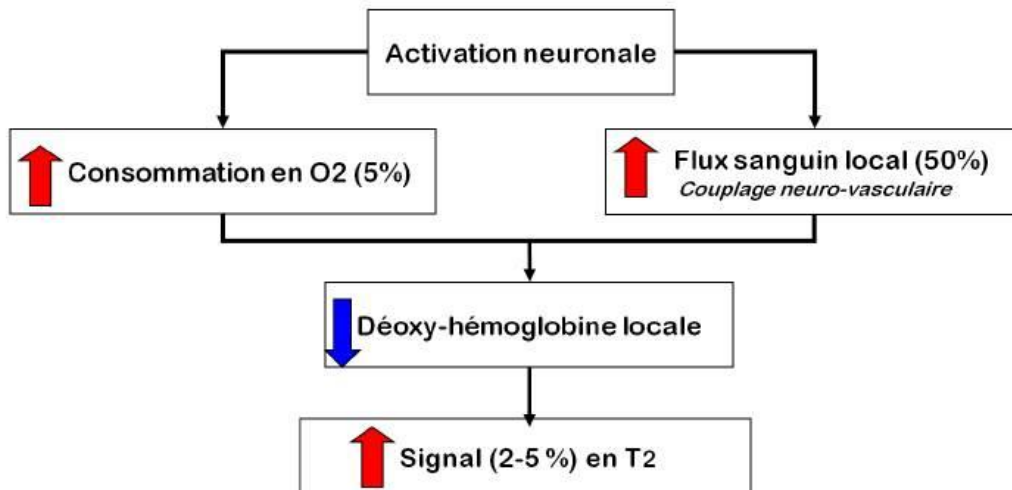 Activation neuronale
Consommation en O2 (5%)
Flux sanguin local (50%)
Couplage neuro-vasculaire
Déoxy-hémoglobine locale
Signal (2-5 %) en T2